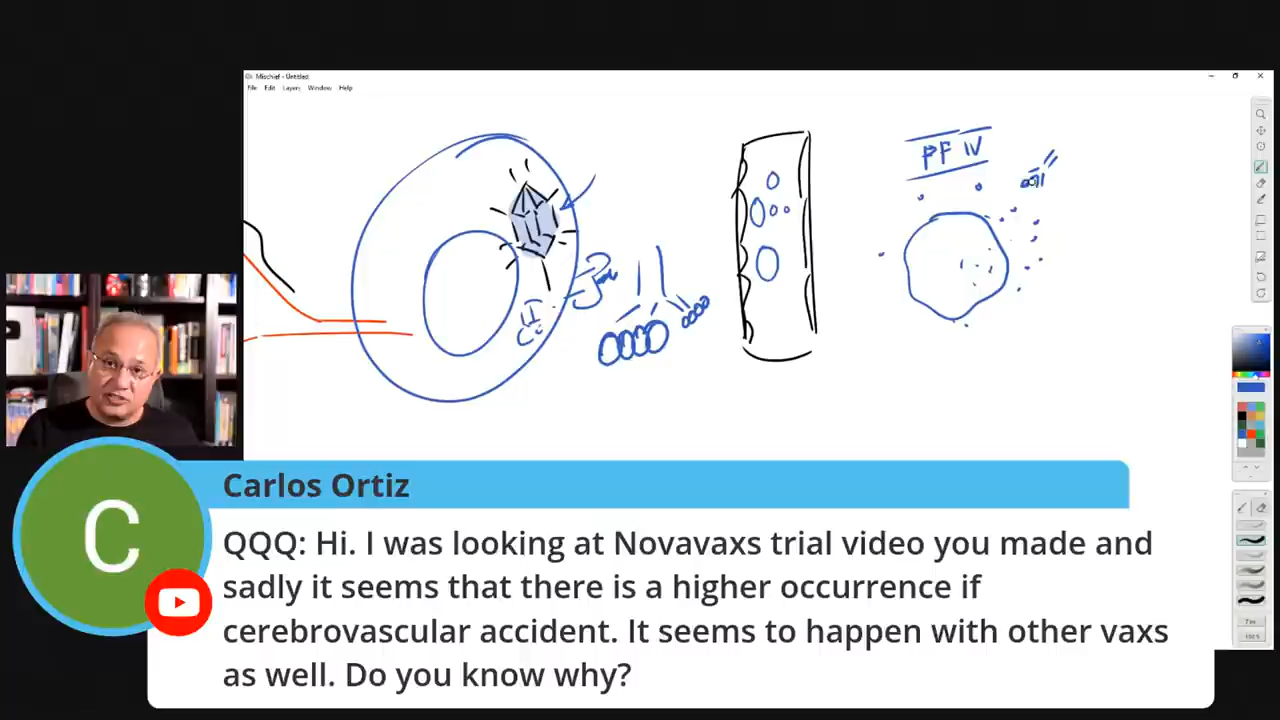 Mischief - Untitled
File Edit Layers Window Help
PF IV
Carlos Ortiz
C
QQQ: Hi. I was looking at Novavaxs trial video you made and
sadly it seems that there is a higher occurrence if
cerebrovascular accident. It seems to happen with other vaxs
as well. Do you know why?